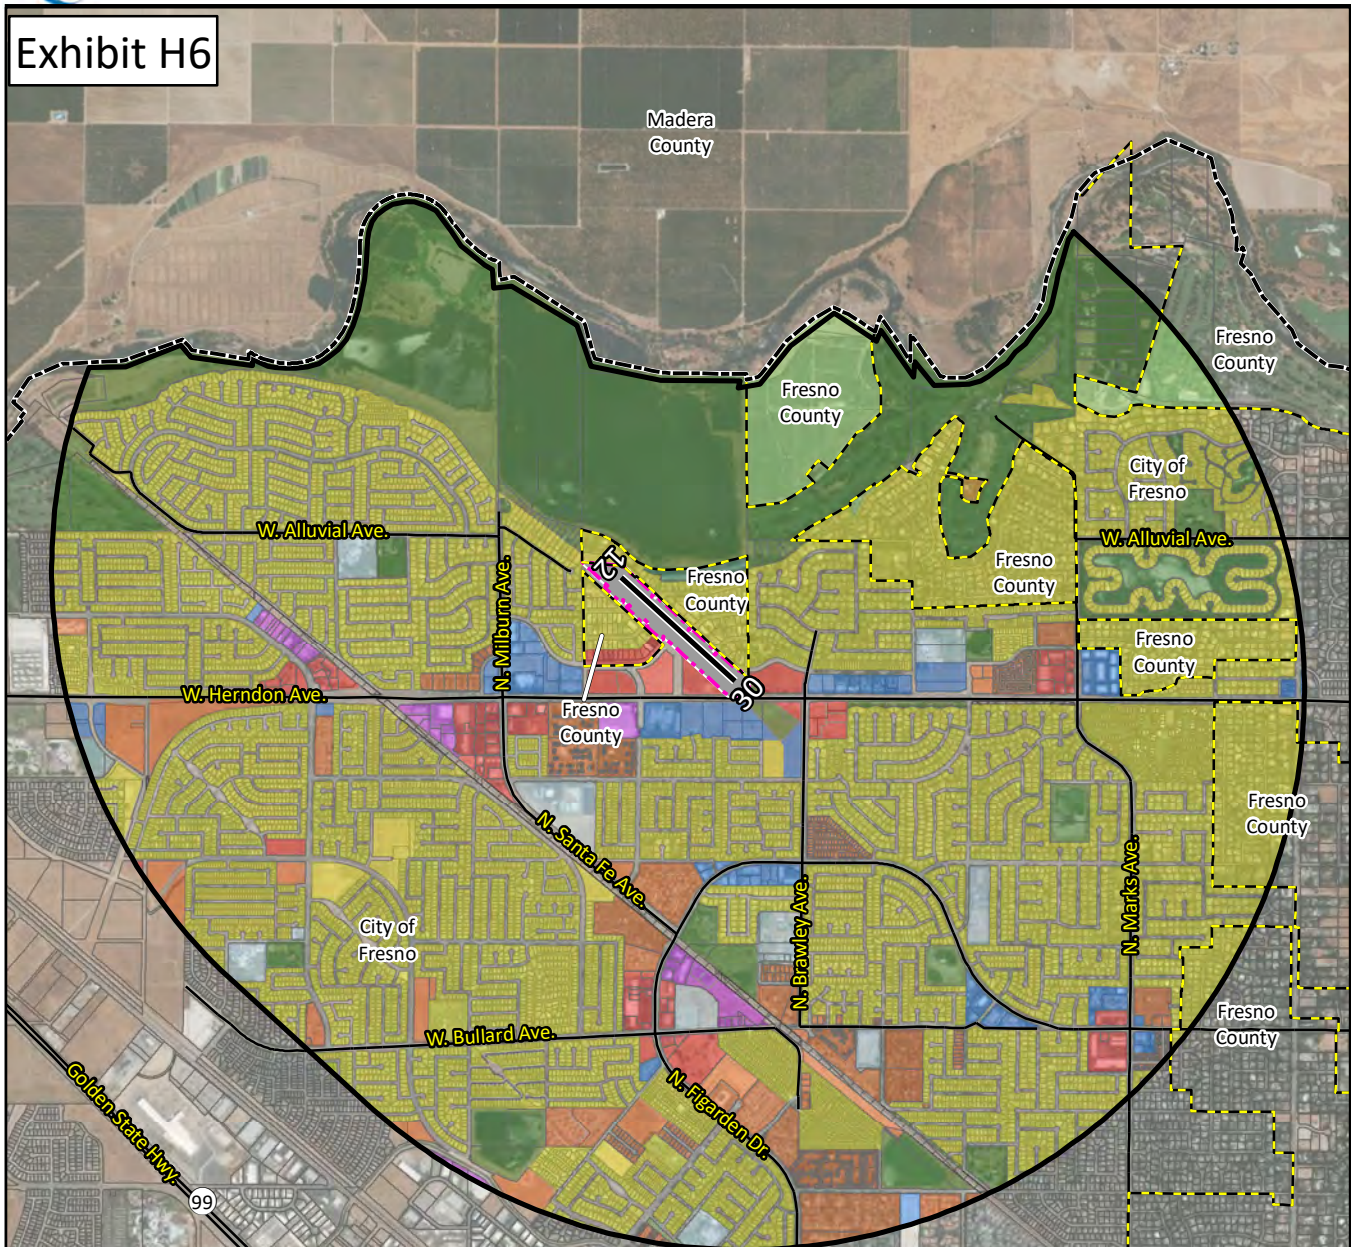 Exhibit H6
Madera
County
Fresno
County
Fresno
County
City of
Fresno
W. Alluvial Ave.
W. Alluvial Ave.
12
Fresno
County
Fresno
County
N. Milburn Ave.
Fresno
County
30
W. Herndon Ave.
Fresno
County
Fresno
County
N. Santa Fe Ave.
N. Marks Ave.
N. Brawley Ave.
City of
Fresno
Fresno
County
W. Bullard Ave.
Golden State Hwy.
N. Figarden Dr.
99